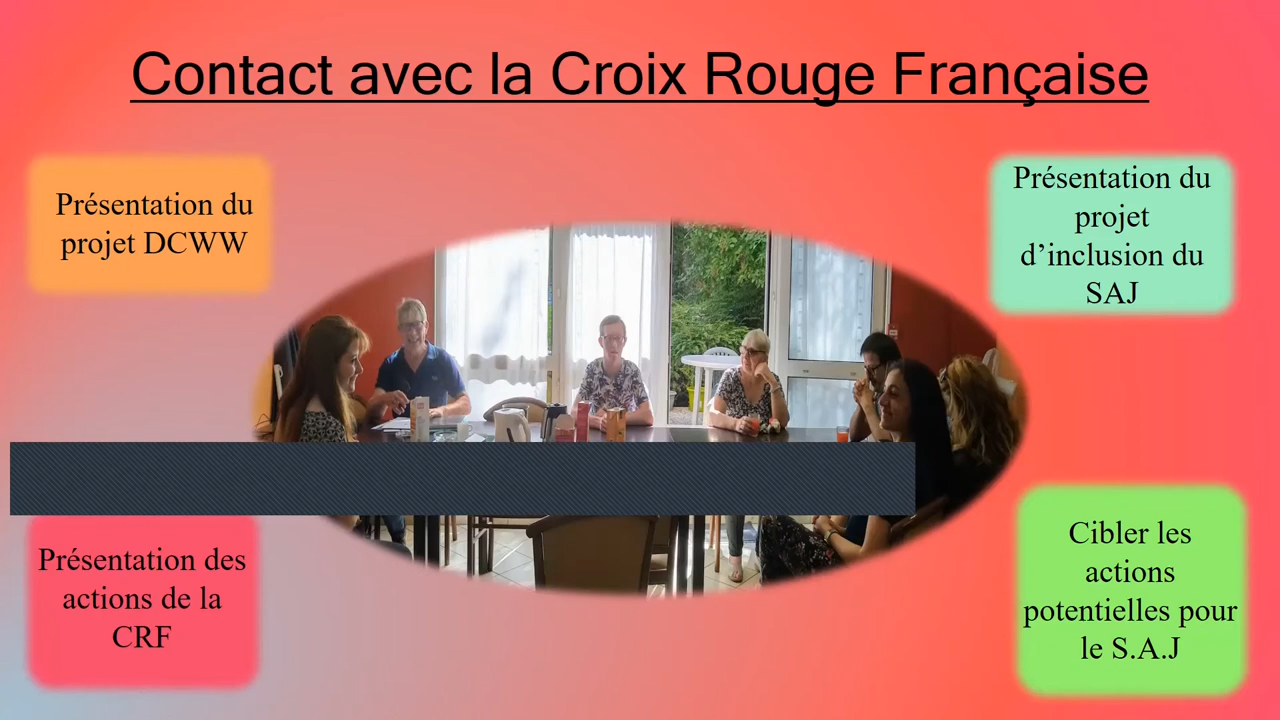 Contact avec la Croix Rouge Française
Présentation du
projet DCWW
Présentation du
projet
d’inclusion du
SAJ
Présentation des
actions de la
CRF
Cibler les
actions
potentielles pour
le S.A.J